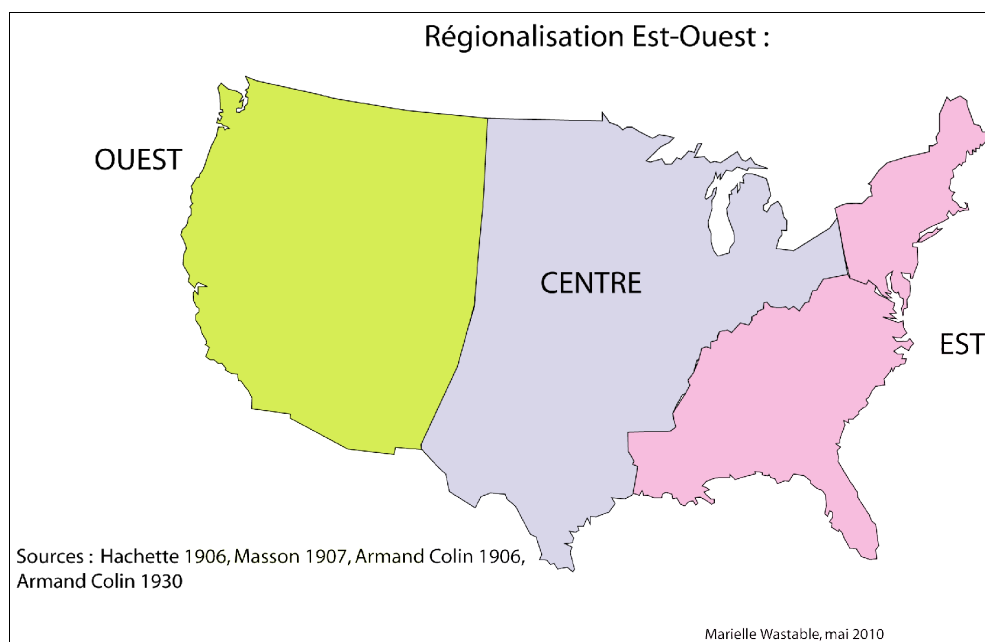 Régionalisation Est-Ouest :
OUEST
CENTRE
EST
Sources : Hachette 1906, Masson 1907, Armand Colin 1906,
Armand Colin 1930
Marielle Wastable, mai 2010